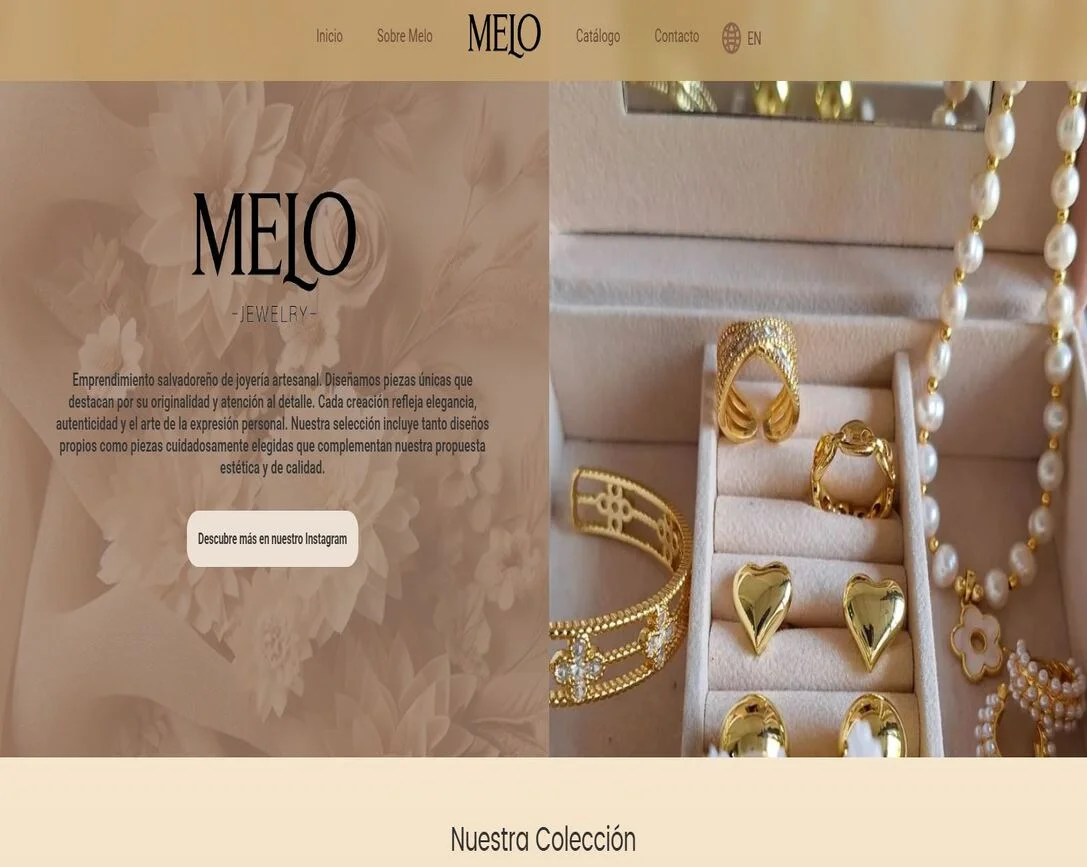 Inicio Sobre Melo MELO Catálogo Contacto EN
MELO
-JEWELRY-
Emprendimiento salvadoreño de joyería artesanal. Diseñamos piezas únicas que
destacan por su originalidad y atención al detalle. Cada creación refleja elegancia,
autenticidad y el arte de la expresión personal. Nuestra selección incluye tanto diseños
propios como piezas cuidadosamente elegidas que complementan nuestra propuesta
estética y de calidad.
Descubre más en nuestro Instagram
Nuestra Colección